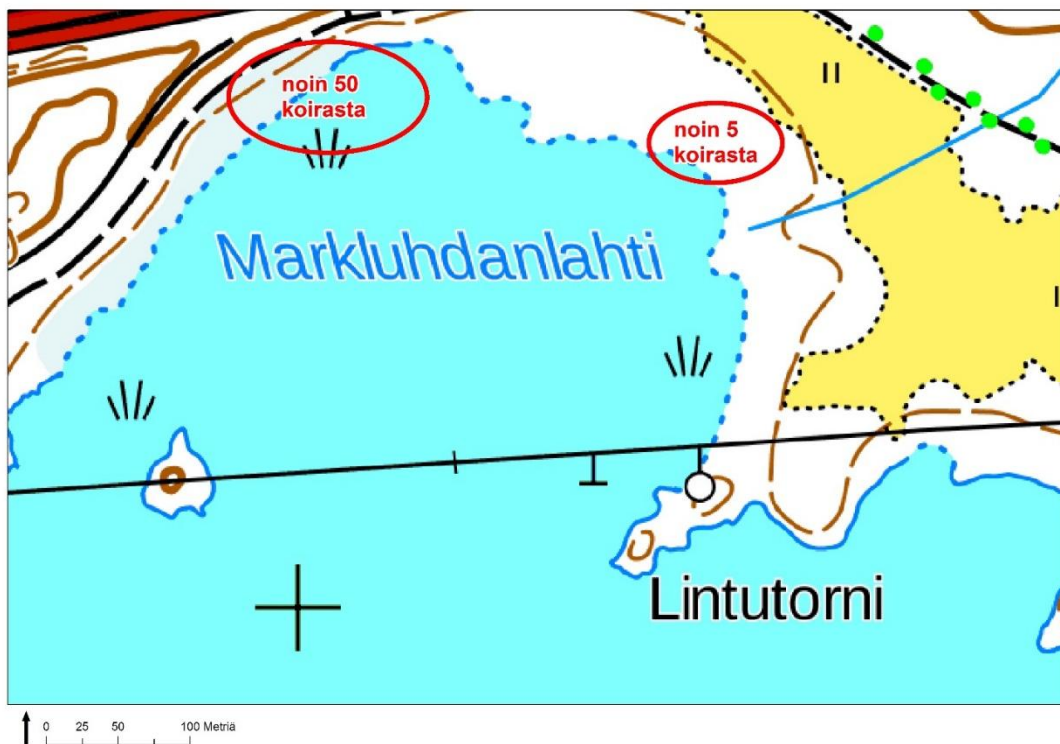 noin 50
koirasta
noin 5
koirasta
II
Markluhdanlahti
I
Lintutorni
0 25 50 100 Metriä